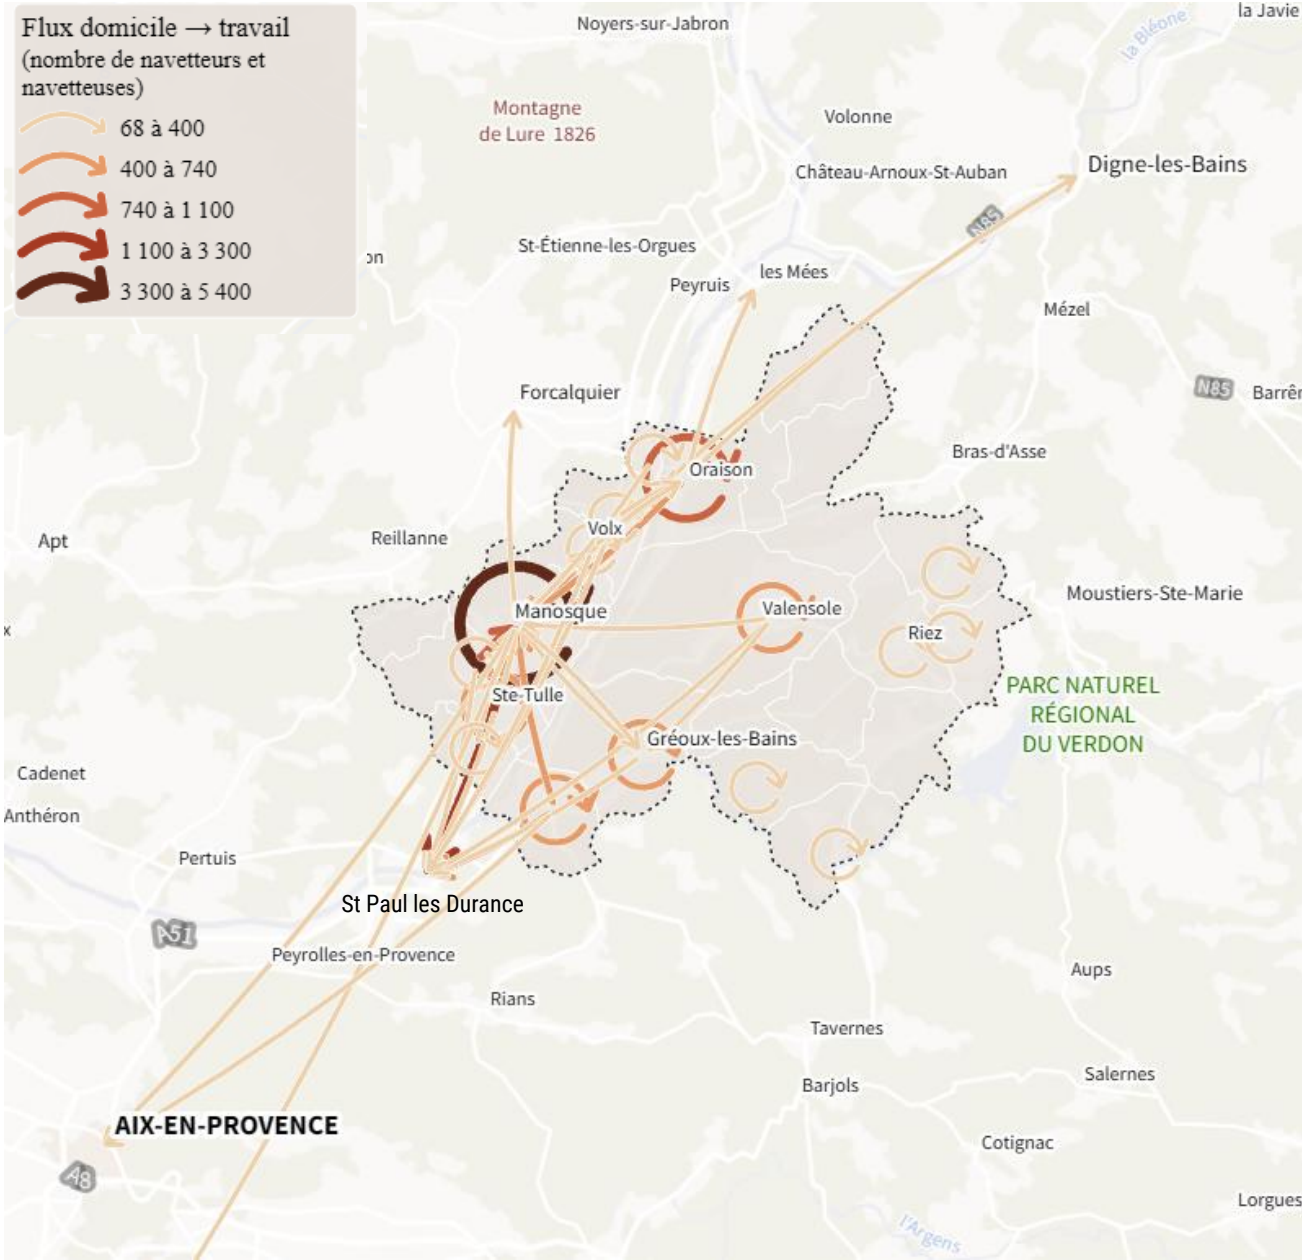 Flux domicile → travail
(nombre de navetteurs et
navetteuses)
68 à 400
400 à 740
740 à 1 100
1 100 à 3 300
3 300 à 5 400
Noyers-sur-Jabron
la Javie
la Bléone
Montagne
de Lure 1826
Volonne
Château-Arnoux-St-Auban
Digne-les-Bains
N85
St-Étienne-les-Orgues
on
les Mées
Peyruis
Mézel
N85
Barrêr
Forcalquier
Bras-d'Asse
Oraison
Volx
Reillanne
Apt
Moustiers-Ste-Marie
Manosque
Valensole
x
Riez
PARC NATUREL
RÉGIONAL
DU VERDON
Ste-Tulle
Gréoux-les-Bains
Cadenet
Anthéron
Pertuis
St Paul les Durance
A51
Peyrolles-en-Provence
Aups
Rians
Tavernes
Salernes
Barjols
AIX-EN-PROVENCE
Cotignac
A8
Lorgues
l'Argens